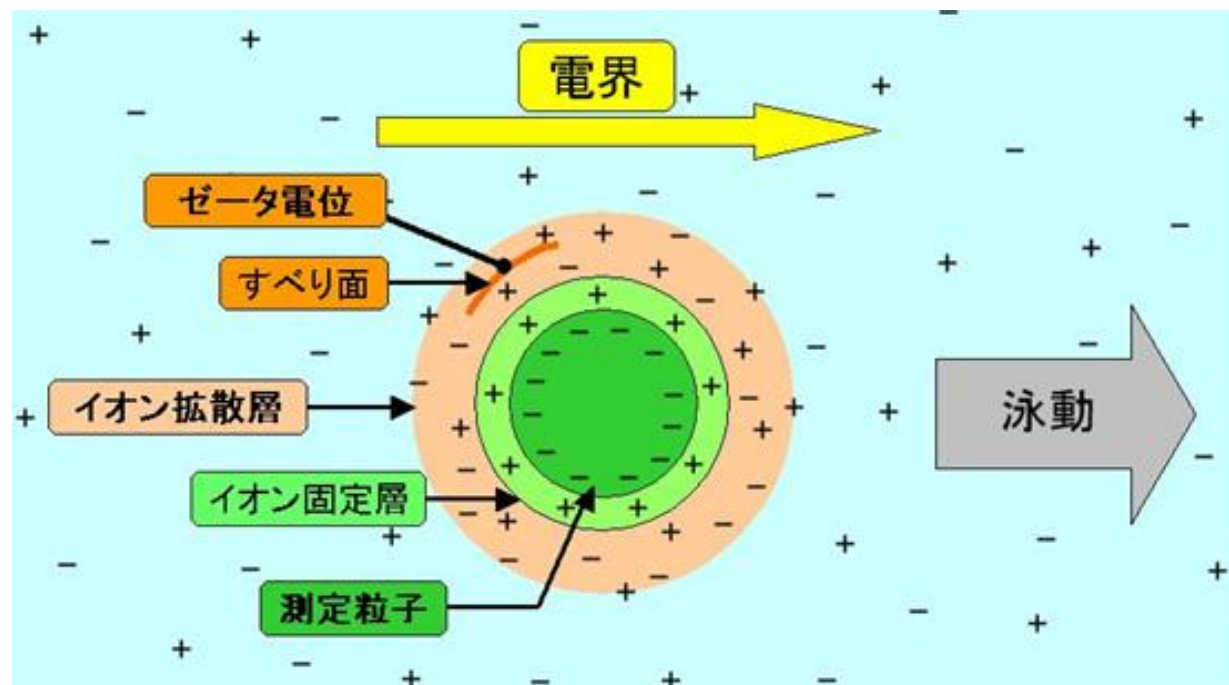 電界
ゼータ電位
すべり面
イオン拡散層
泳動
イオン固定層
測定粒子